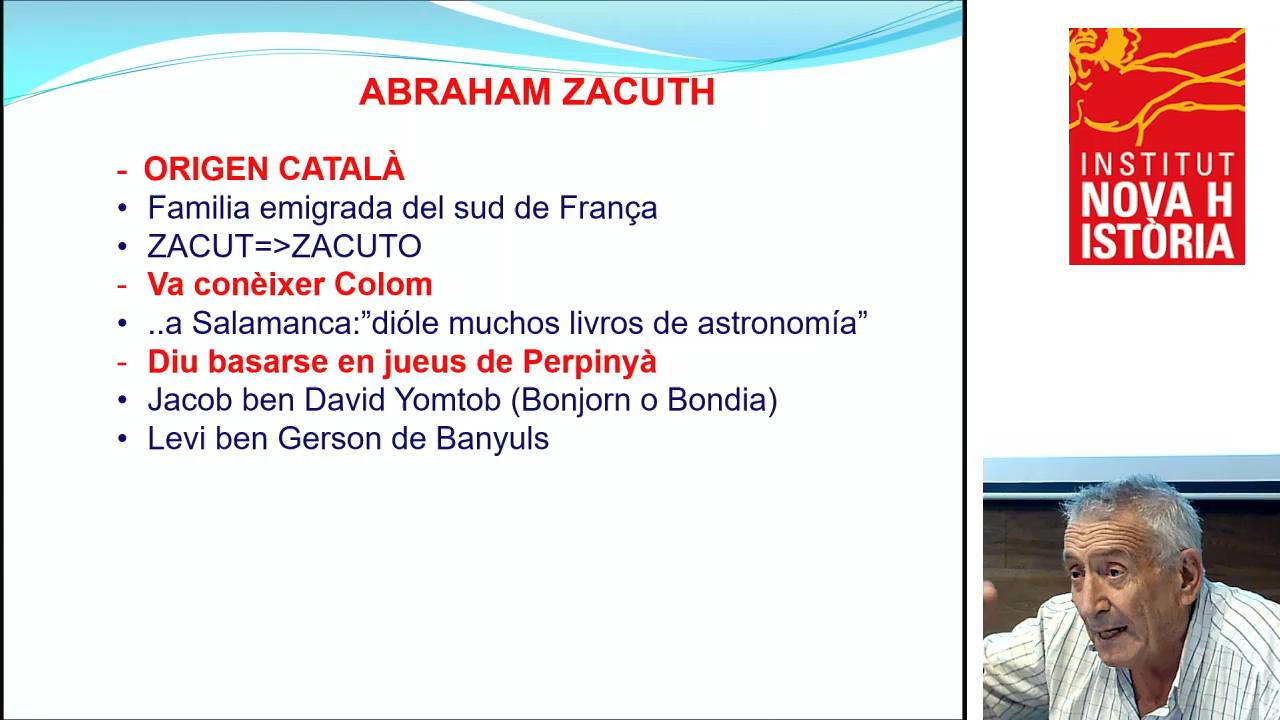 ABRAHAM ZACUTH
- ORIGEN CATALÀ
• Familia emigrada del sud de França
• ZACUT=>ZACUTO
- Va conèixer Colom
• ..a Salamanca:”dióle muchos livros de astronomía”
- Diu basarse en jueus de Perpinyà
• Jacob ben David Yomtob (Bonjorn o Bondia)
• Levi ben Gerson de Banyuls
INSTITUT
NOVA H
ISTÒRIA